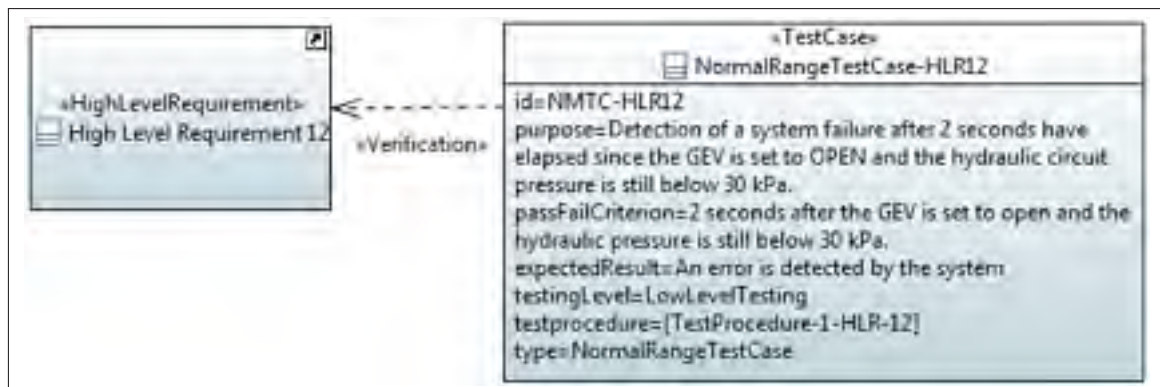 «HighLevelRequirement»
High Level Requirement 12
«Verification»
«TestCase»
NormalRangeTestCase-HLR12
id=NMTC-HLR12
purpose=Detection of a system failure after 2 seconds have
elapsed since the GEV is set to OPEN and the hydraulic circuit
pressure is still below 30 kPa.
passFailCriterion=2 seconds after the GEV is set to open and the
hydraulic pressure is still below 30 kPa.
expectedResult=An error is detected by the system
testingLevel=LowLevelTesting
testprocedure=[TestProcedure-1-HLR-12]
type=NormalRangeTestCase